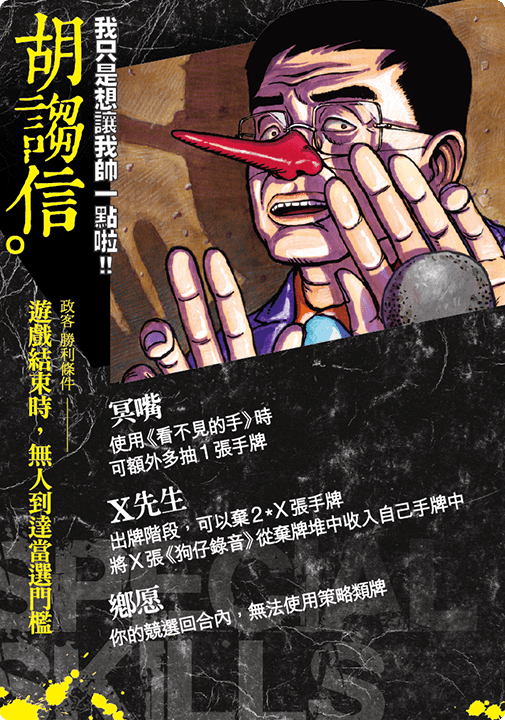 胡謅信。
我只是想讓我帥一點啦!!
政客 勝利條件
遊戲結束時，無人到達當選門檻
冥嘴
使用《看不見的手》時
可額外多抽1張手牌
X先生
出牌階段，可以棄2*X張手牌
將X張《狗仔錄音》從棄牌堆中收入自己手牌中
鄉愿
你的競選回合內，無法使用策略類牌
SPECIAL
SKILLS